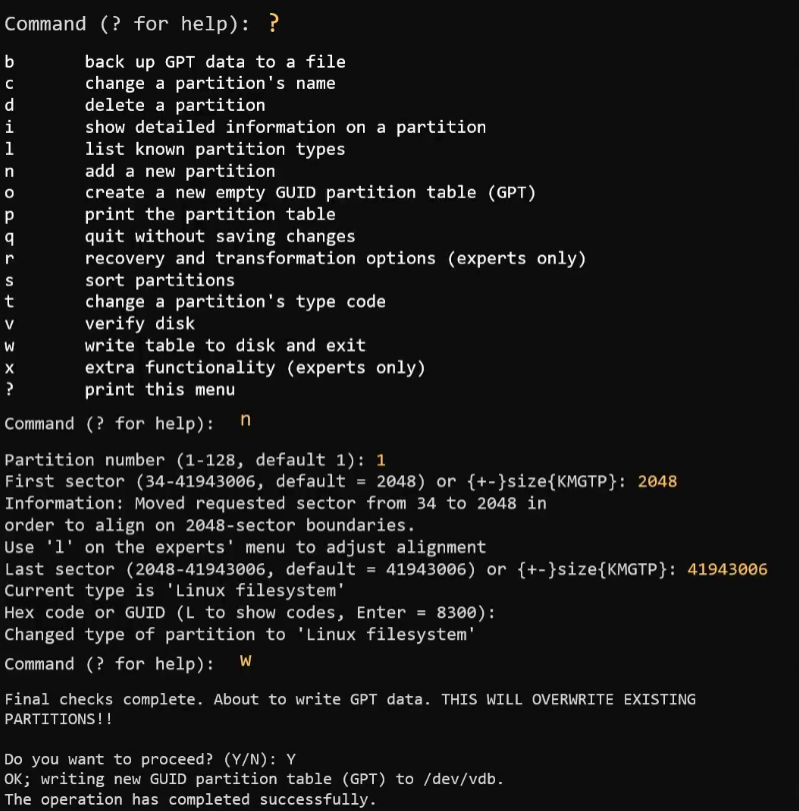 Command (? for help): ?
b back up GPT data to a file
c change a partition's name
d delete a partition
i show detailed information on a partition
l list known partition types
n add a new partition
o create a new empty GUID partition table (GPT)
p print the partition table
q quit without saving changes
r recovery and transformation options (experts only)
s sort partitions
t change a partition's type code
v verify disk
w write table to disk and exit
x extra functionality (experts only)
? print this menu
Command (? for help): n
Partition number (1-128, default 1): 1
First sector (34-41943006, default = 2048) or {+-}size{KMGTP}: 2048
Information: Moved requested sector from 34 to 2048 in
order to align on 2048-sector boundaries.
Use 'l' on the experts' menu to adjust alignment
Last sector (2048-41943006, default = 41943006) or {+-}size{KMGTP}: 41943006
Current type is 'Linux filesystem'
Hex code or GUID (L to show codes, Enter = 8300):
Changed type of partition to 'Linux filesystem'
Command (? for help): w
Final checks complete. About to write GPT data. THIS WILL OVERWRITE EXISTING
PARTITIONS!!
Do you want to proceed? (Y/N): Y
OK; writing new GUID partition table (GPT) to /dev/vdb.
The operation has completed successfully.